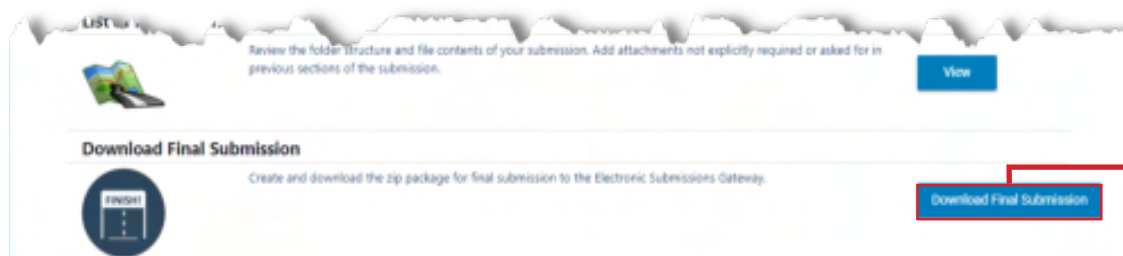 List
Review the folder structure and file contents of your submission. Add attachments not explicitly required or asked for in
previous sections of the submission.
View
Download Final Submission
Create and download the zip package for final submission to the Electronic Submissions Gateway.
FINISH!
Download Final Submission